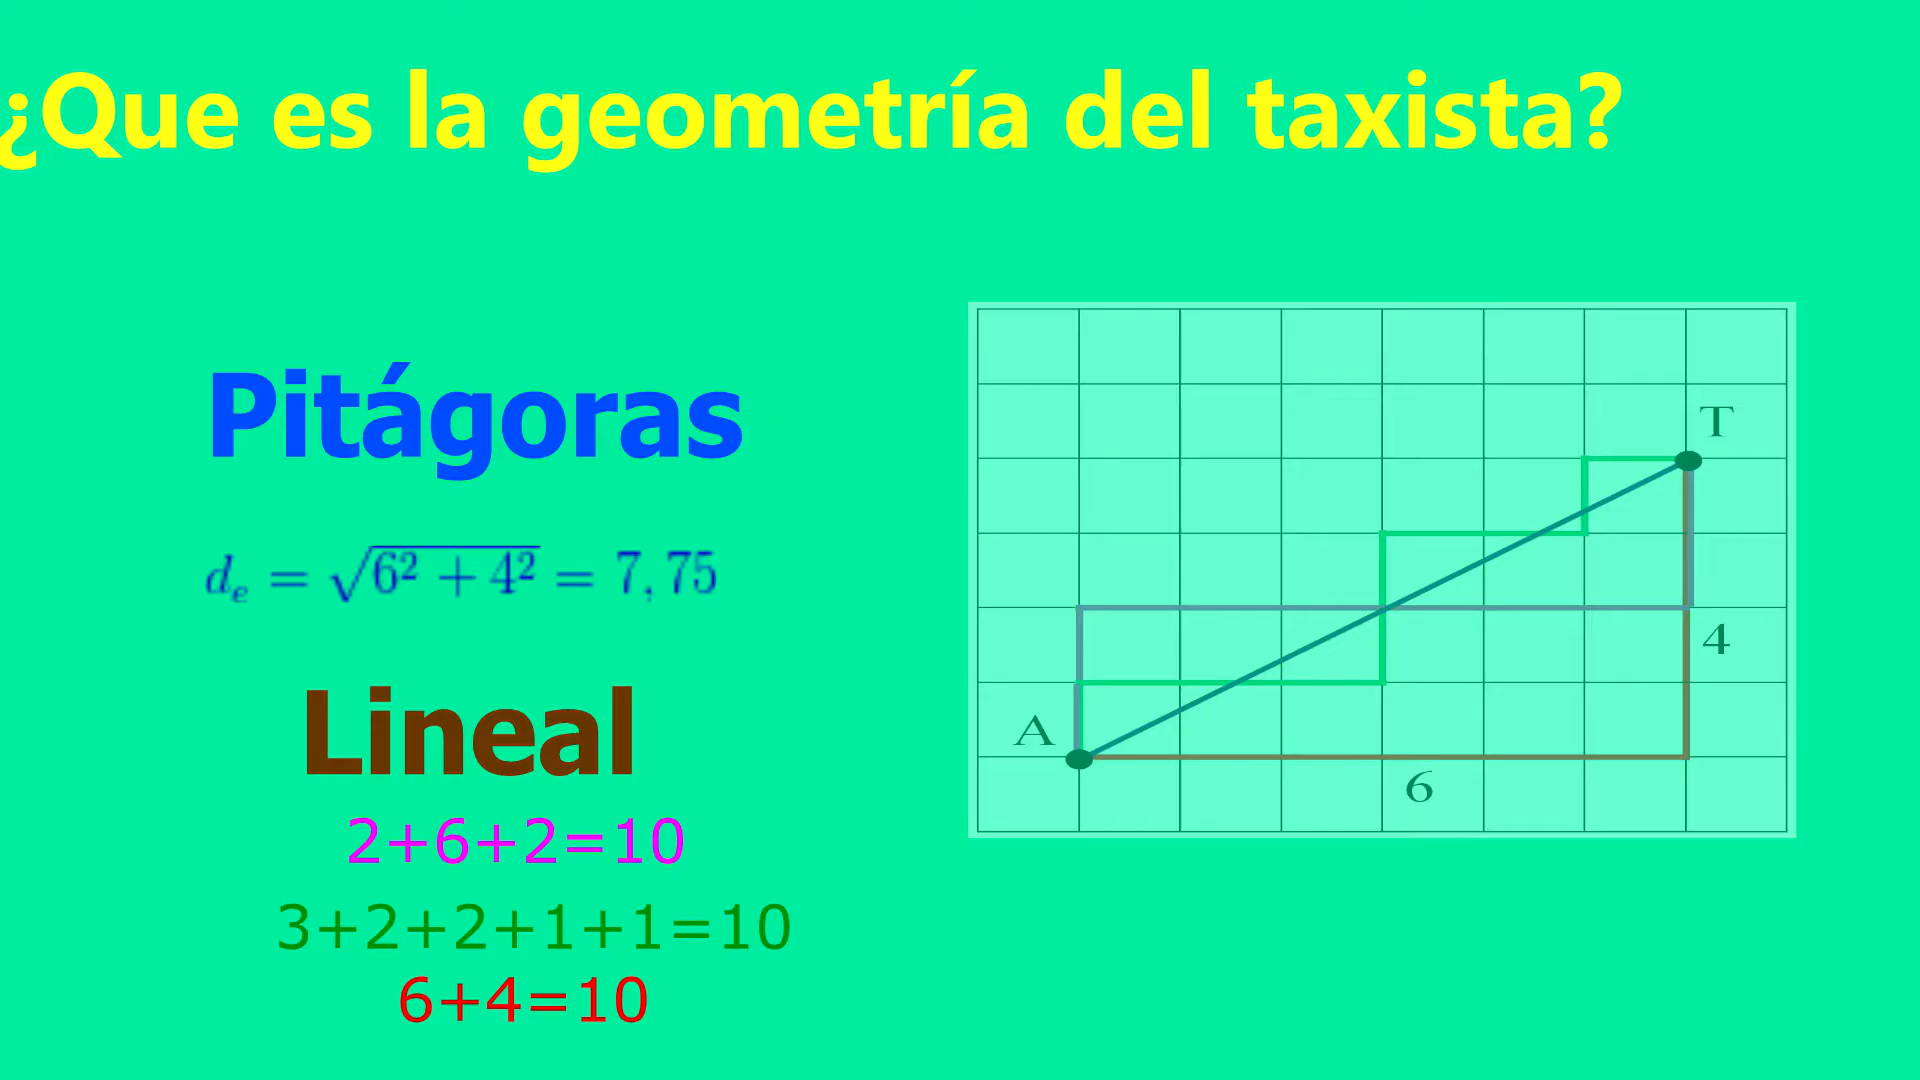 ¿Que es la geometría del taxista?
Pitágoras
d_e = √6² + 4² = 7, 75
Lineal
2+6+2=10
3+2+2+1+1=10
6+4=10
T
4
A
6